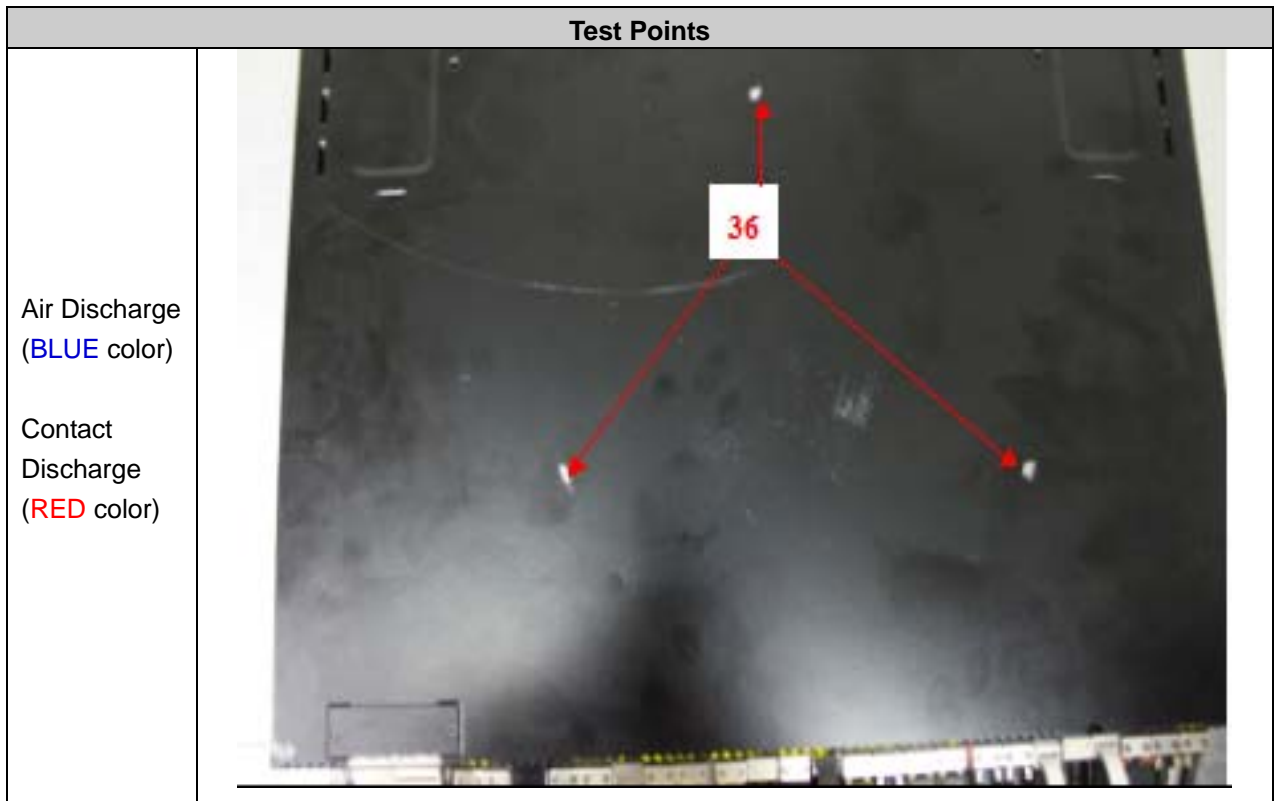 Test Points
Air Discharge
(BLUE color)
Contact
Discharge
(RED color)
36